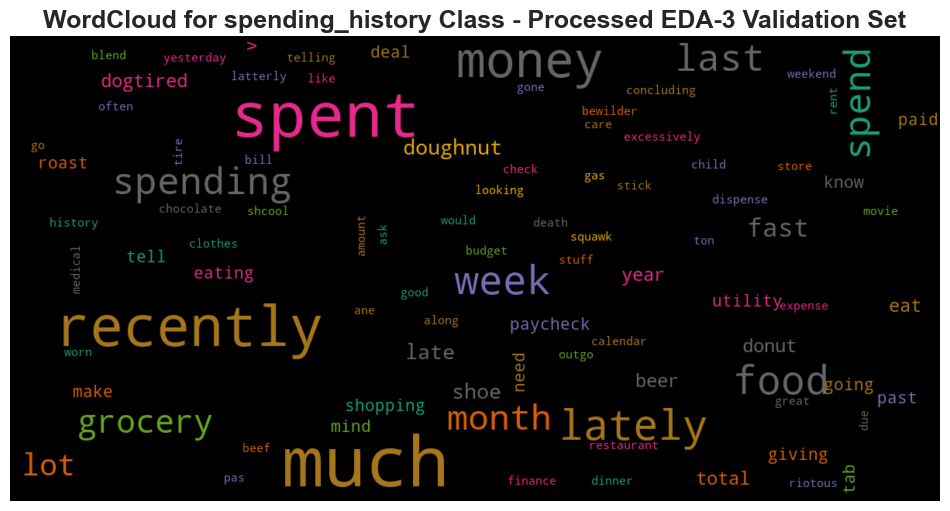 WordCloud for spending_history Class - Processed EDA-3 Validation Set
blend
yesterday
>
telling
deal
money
last
weekend
spend
dogtired
latterly
like
gone
concluding
rent
often
spent
bewilder
care
excessively
paid
go
roast
tire
bill
doughnut
check
gas
child
store
spending
looking
stick
know
chocolate
shcool
dispense
movie
history
amount
ask
would
death
squawk
fast
clothes
budget
ton
tell
stuff
medical
eating
week
year
good
utility
expense
eat
recently
ane
along
paycheck
calendar
worn
late
outgo
donut
make
shoe
need
beer
food
going
great
past
shopping
grocery
mind
month
lately
due
beef
much
restaurant
giving
lot
pas
finance
dinner
total
riotous
tab